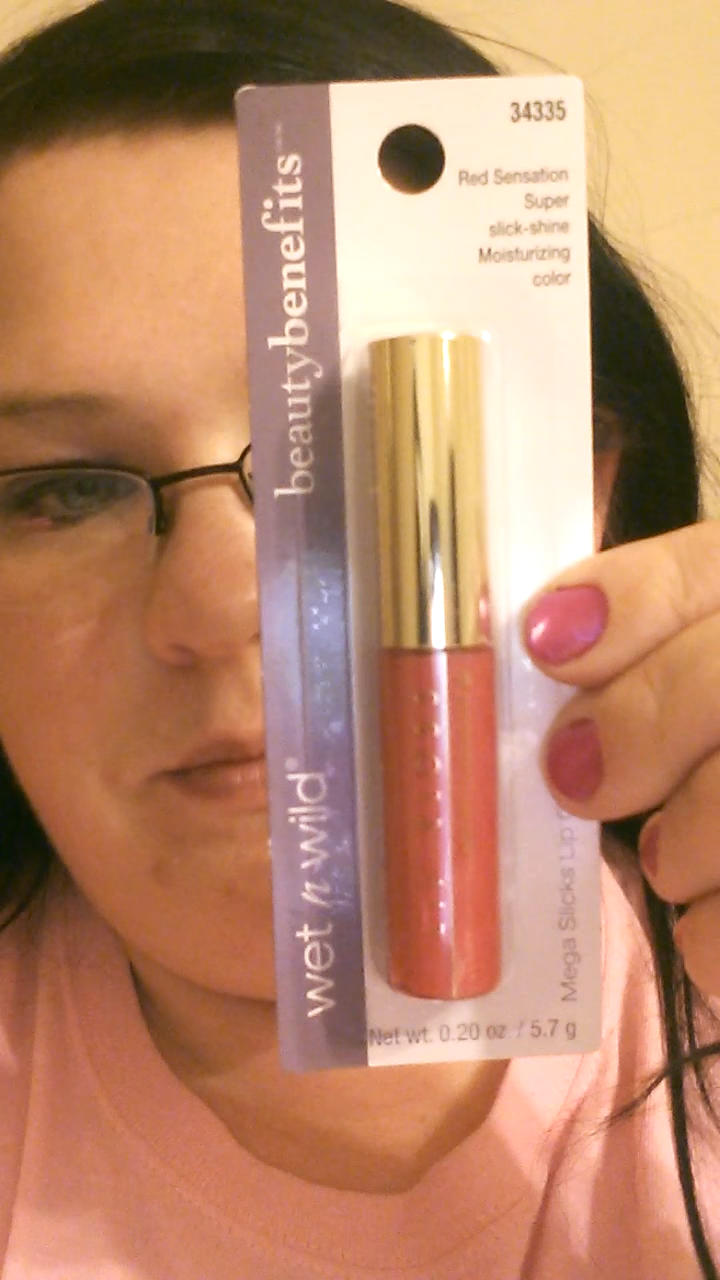 34335
Red Sensation
Super
slick-shine
Moisturizing
color
beautybenefits™
wet n wild®
Mega Slicks Lip
Net wt. 0.20 oz. / 5.7 g